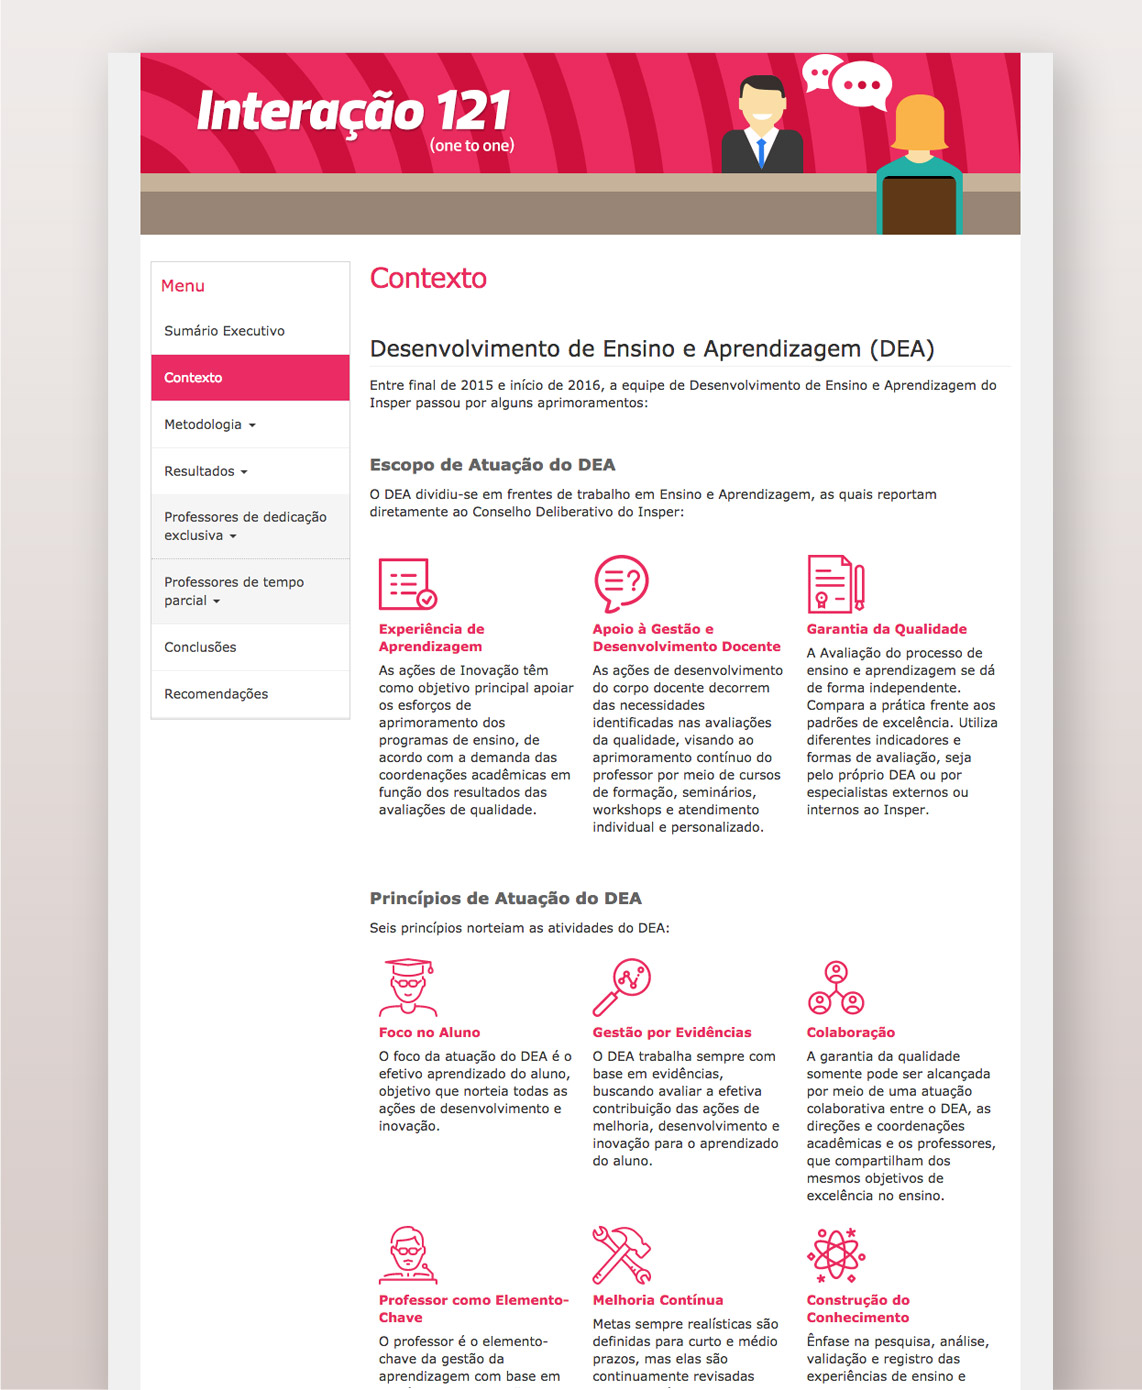 Interação 121
(one to one)
Menu
Sumário Executivo
Contexto
Metodologia
Resultados
Professores de dedicação
exclusiva
Professores de tempo
parcial
Conclusões
Recomendações
Contexto
Desenvolvimento de Ensino e Aprendizagem (DEA)
Entre final de 2015 e início de 2016, a equipe de Desenvolvimento de Ensino e Aprendizagem do
Insper passou por alguns aprimoramentos:
Escopo de Atuação do DEA
O DEA dividiu-se em frentes de trabalho em Ensino e Aprendizagem, as quais reportam
diretamente ao Conselho Deliberativo do Insper:
Experiência de
Aprendizagem
As ações de Inovação têm
como objetivo principal apoiar
os esforços de
aprimoramento dos
programas de ensino, de
acordo com a demanda das
coordenações acadêmicas em
função dos resultados das
avaliações de qualidade.
Apoio à Gestão e
Desenvolvimento Docente
As ações de desenvolvimento
do corpo docente decorrem
das necessidades
identificadas nas avaliações
da qualidade, visando ao
aprimoramento contínuo do
professor por meio de cursos
de formação, seminários,
workshops e atendimento
individual e personalizado.
Garantia da Qualidade
A Avaliação do processo de
ensino e aprendizagem se dá
de forma independente.
Compara a prática frente aos
padrões de excelência. Utiliza
diferentes indicadores e
formas de avaliação, seja
pelo próprio DEA ou por
especialistas externos ou
internos ao Insper.
Princípios de Atuação do DEA
Seis princípios norteiam as atividades do DEA:
Foco no Aluno
O foco da atuação do DEA é o
efetivo aprendizado do aluno,
objetivo que norteia todas as
ações de desenvolvimento e
inovação.
Gestão por Evidências
O DEA trabalha sempre com
base em evidências,
buscando avaliar a efetiva
contribuição das ações de
melhoria, desenvolvimento e
inovação para o aprendizado
do aluno.
Colaboração
A garantia da qualidade
somente pode ser alcançada
por meio de uma atuação
colaborativa entre o DEA, as
direções e coordenações
acadêmicas e os professores,
que compartilham dos
mesmos objetivos de
excelência no ensino.
Professor como Elemento-
Chave
O professor é o elemento-
chave da gestão da
aprendizagem com base em
Melhoria Contínua
Metas sempre realísticas são
definidas para curto e médio
prazos, mas elas são
continuamente revisadas
Construção do
Conhecimento
Ênfase na pesquisa, análise,
validação e registro das
experiências de ensino e